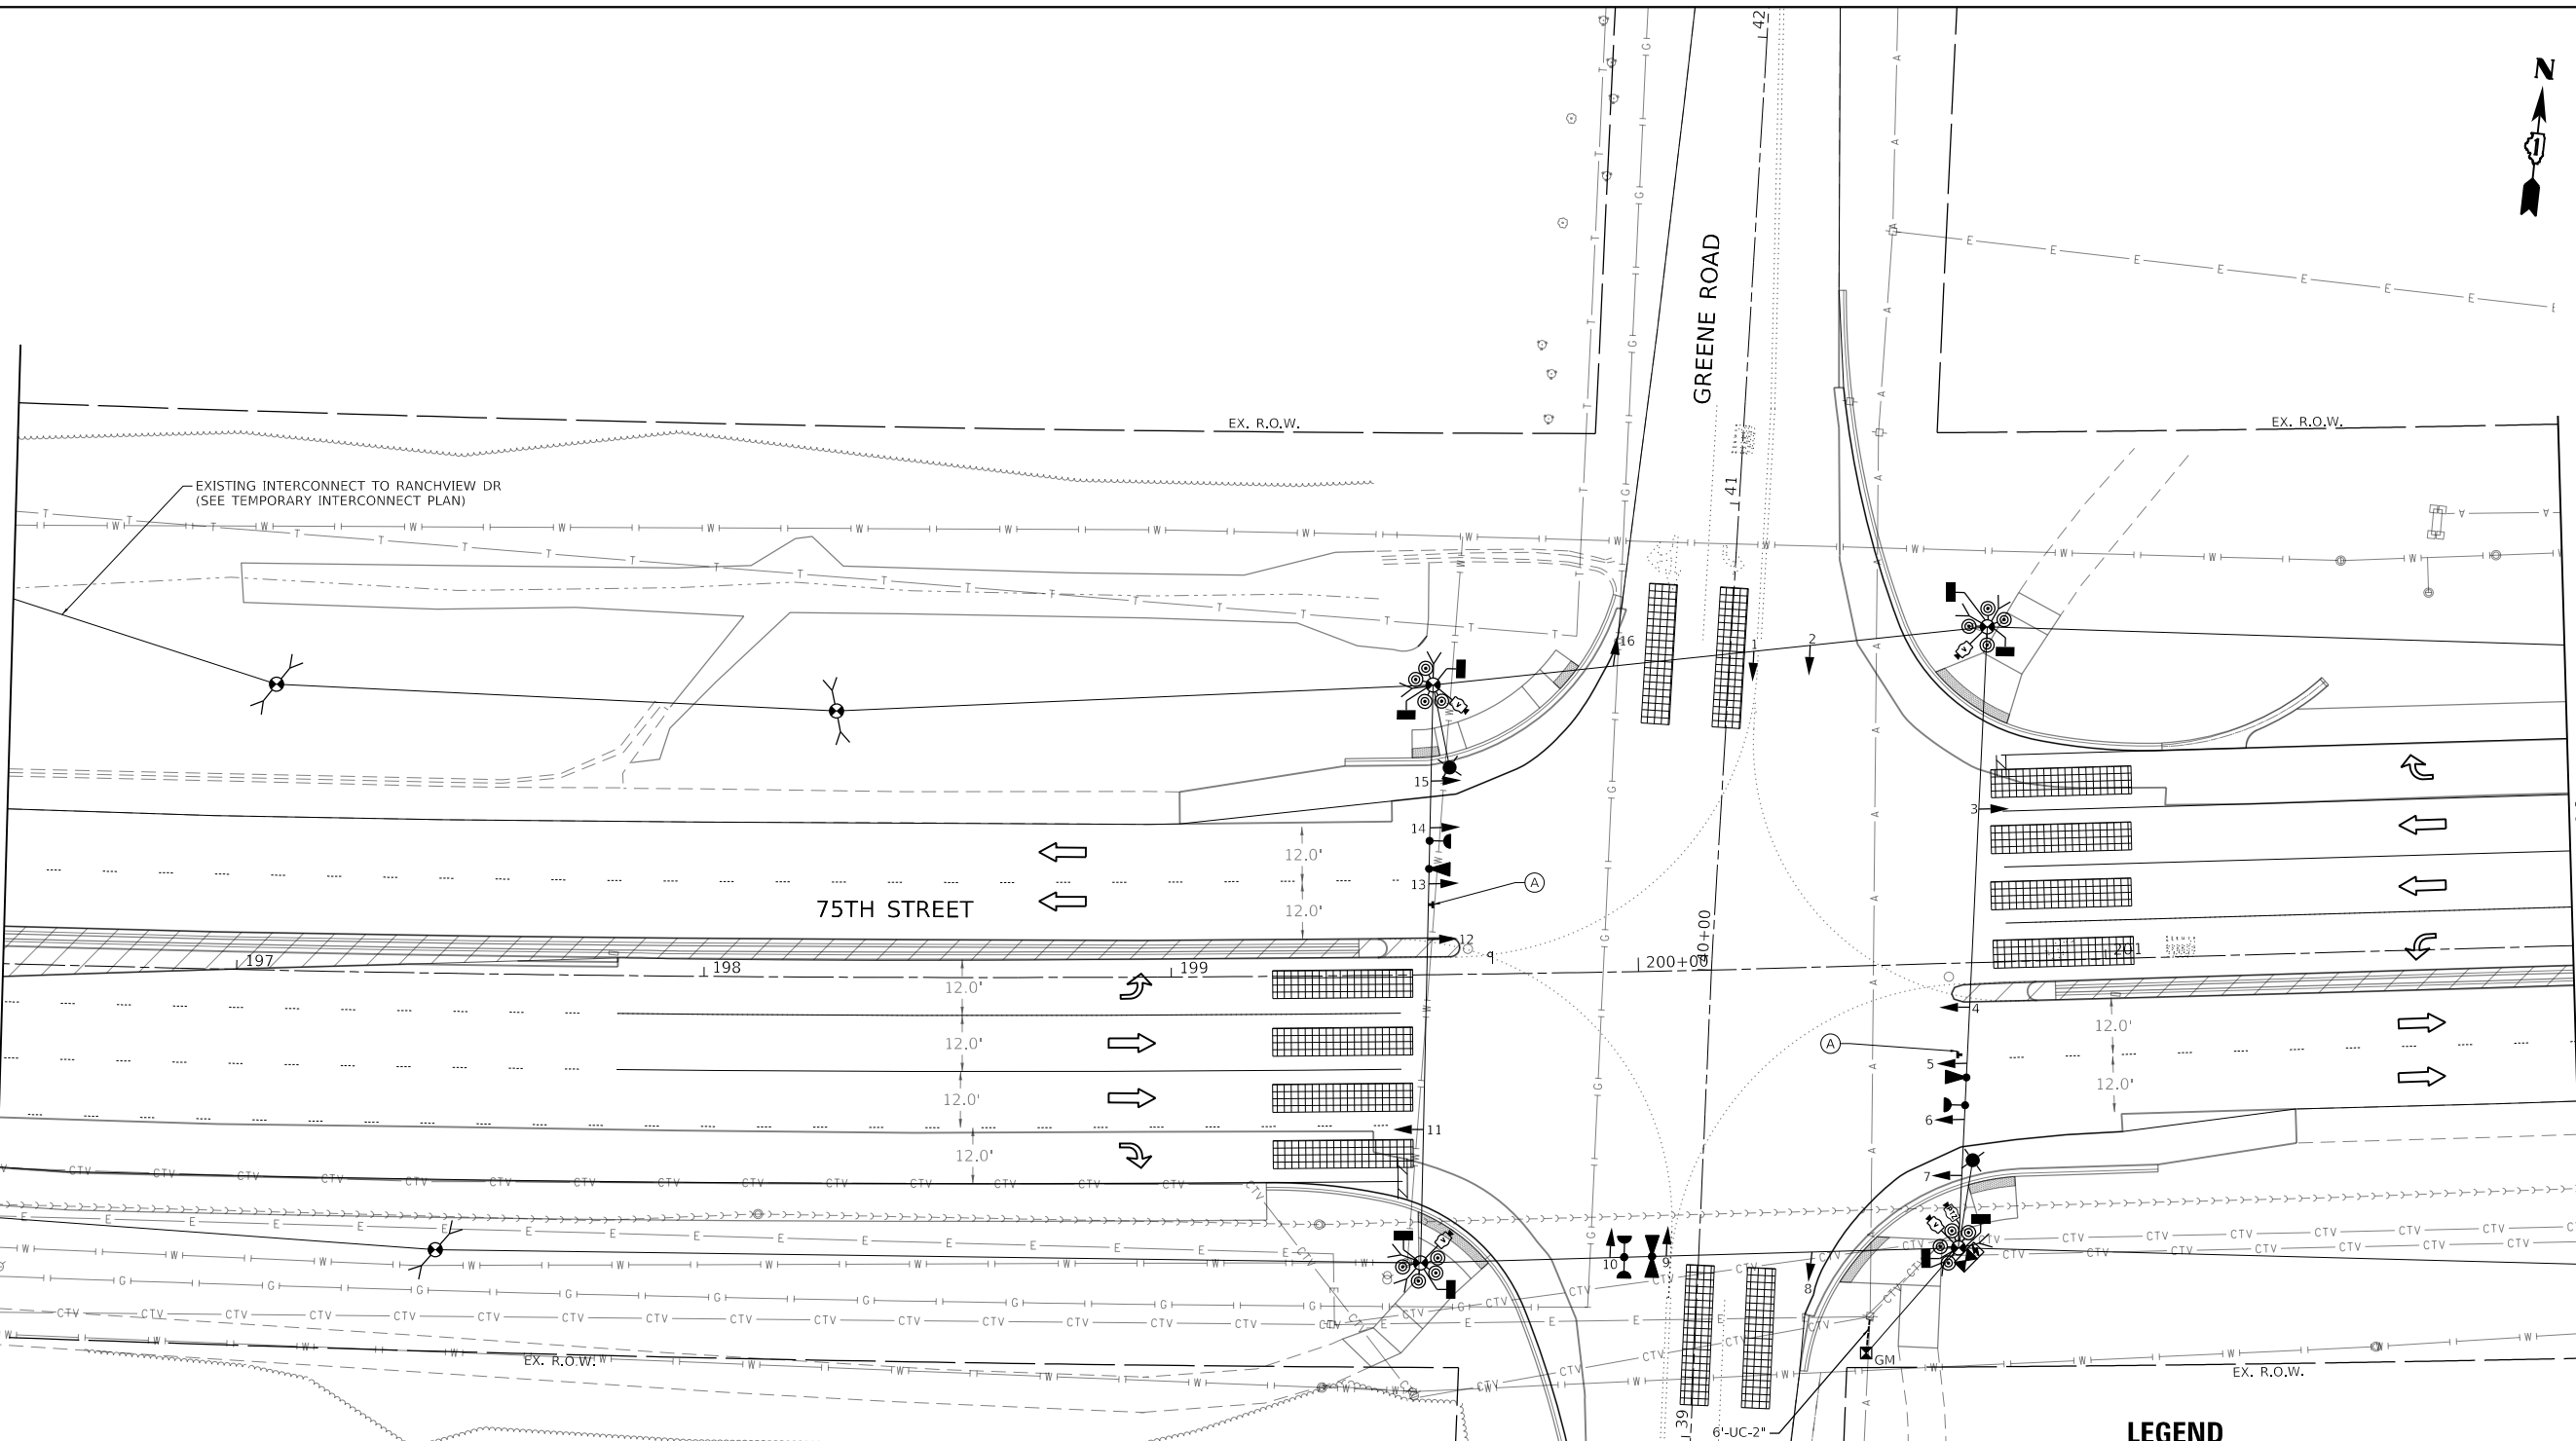 42
N
1
GREENE ROAD
EX. R.O.W.
EX. R.O.W.
EXISTING INTERCONNECT TO RANCHVIEW DR
(SEE TEMPORARY INTERCONNECT PLAN)
41
16
1
2
15
3
14
12.0'
13
A
75TH STREET
12.0'
12
40+00
197
198
199
200+00
201
12.0'
4
12.0'
12.0'
A
5
12.0'
12.0'
6
11
12.0'
7
10
9
8
GM
EX. R.O.W.
EX. R.O.W.
39
6'-UC-2"
LEGEND